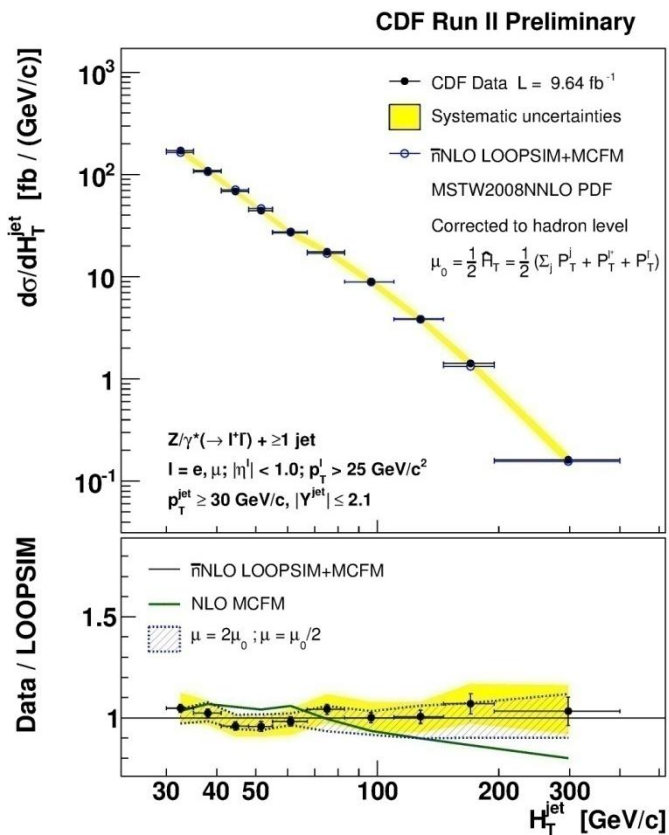 CDF Run II Preliminary
10³
10²
10
1
10⁻¹
dσ/dH_T^jet [fb / (GeV/c)]
CDF Data L = 9.64 fb⁻¹
Systematic uncertainties
n̄NLO LOOPSIM+MCFM
MSTW2008NNLO PDF
Corrected to hadron level
μ₀ = ½ Ĥ_T = ½ (Σ_j P_T^j + P_T^l⁺ + P_T^l⁻)
Z/γ*(→ l⁺l⁻) + ≥1 jet
l = e, μ; |η^l| < 1.0; p_T^l > 25 GeV/c²
p_T^jet ≥ 30 GeV/c, |Y^jet| ≤ 2.1
Data / LOOPSIM
1.5
1
n̄NLO LOOPSIM+MCFM
NLO MCFM
μ = 2μ₀ ; μ = μ₀/2
30 40 50 100 200 300
H_T^jet [GeV/c]